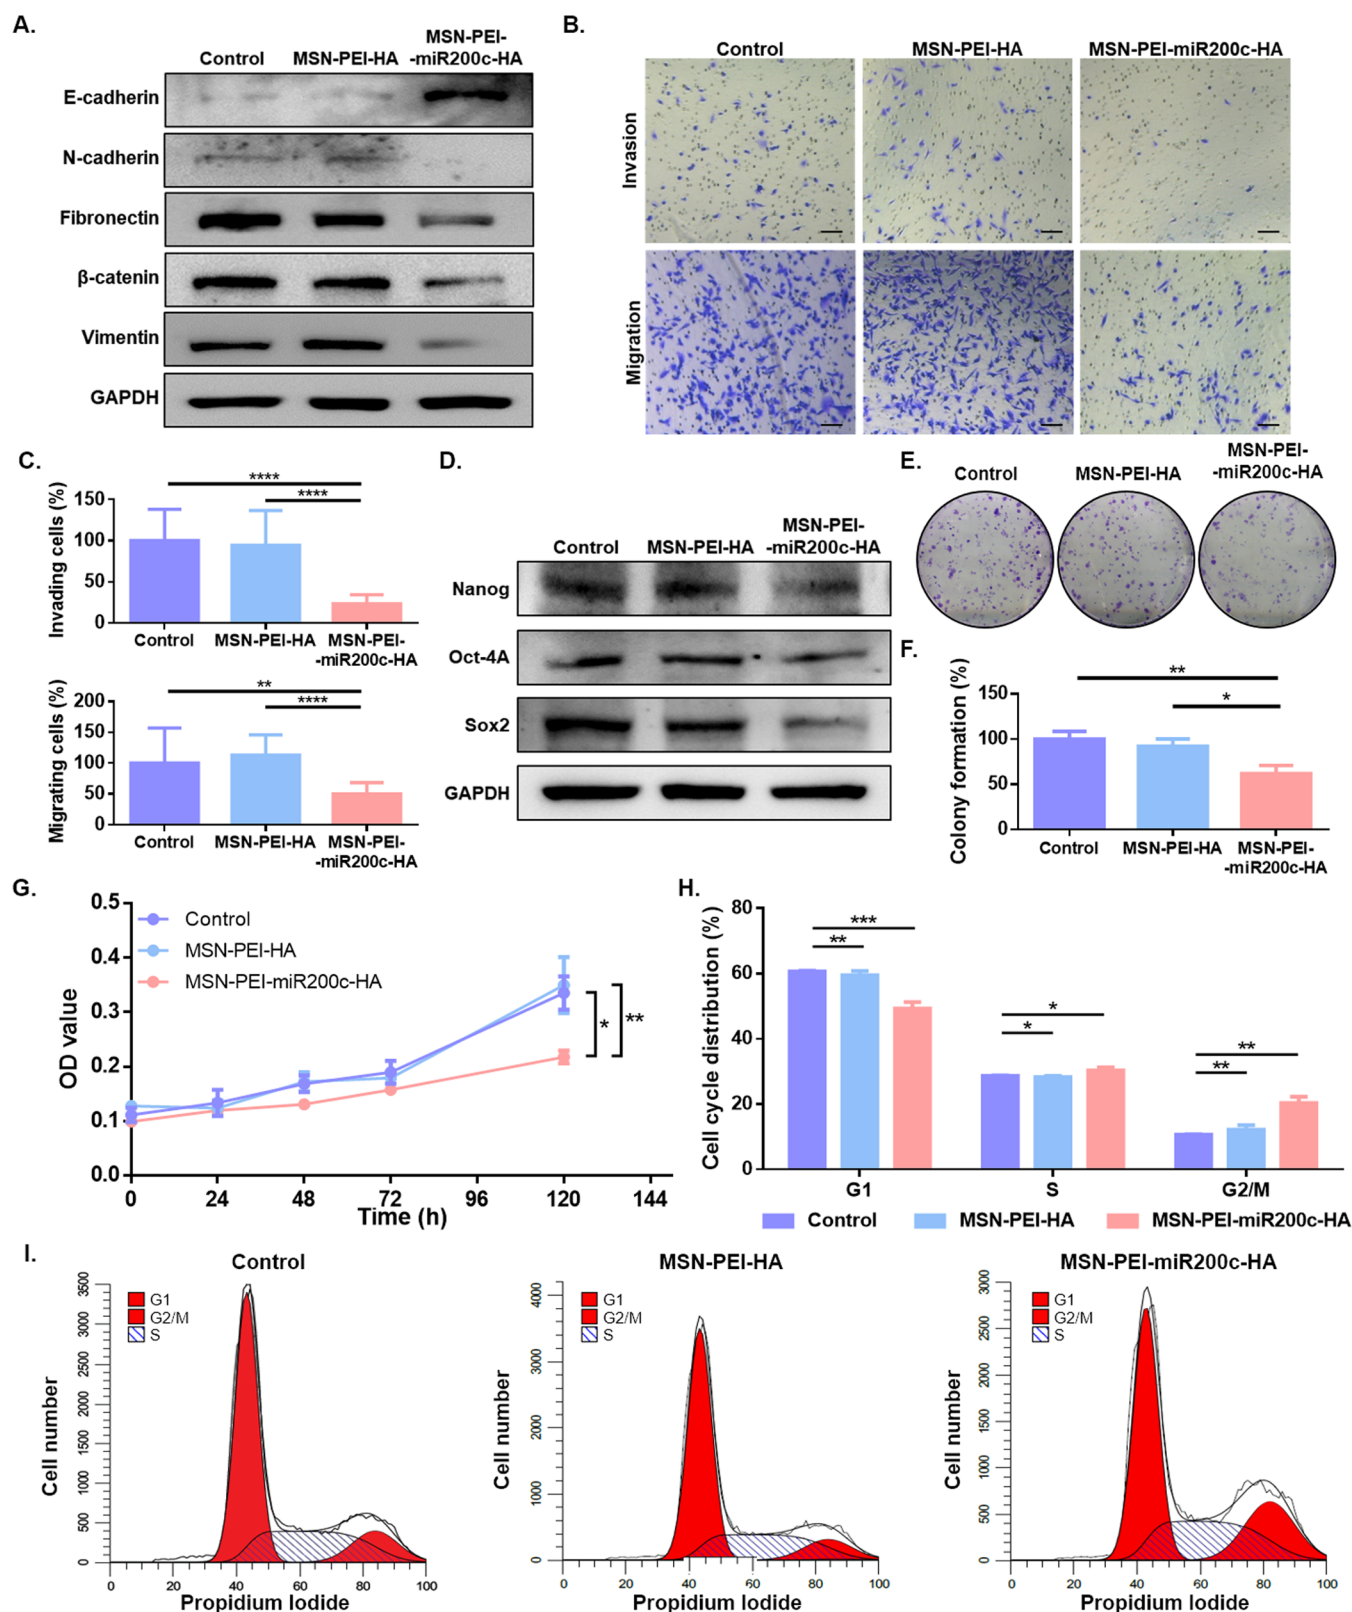 A.
Control
MSN-PEI-HA
MSN-PEI-
-miR200c-HA
E-cadherin
N-cadherin
Fibronectin
β-catenin
Vimentin
GAPDH
B.
Control
MSN-PEI-HA
MSN-PEI-miR200c-HA
Invasion
Migration
C.
Invading cells (%)
150
100
50
0
****
****
Control
MSN-PEI-HA
MSN-PEI-
-miR200c-HA
Migrating cells (%)
200
150
100
50
0
**
****
Control
MSN-PEI-HA
MSN-PEI-
-miR200c-HA
D.
Control
MSN-PEI-HA
MSN-PEI-
-miR200c-HA
Nanog
Oct-4A
Sox2
GAPDH
E.
Control
MSN-PEI-HA
MSN-PEI-
-miR200c-HA
F.
Colony formation (%)
150
100
50
0
**
*
Control
MSN-PEI-HA
MSN-PEI-
-miR200c-HA
G.
OD value
0.5
0.4
0.3
0.2
0.1
0.0
Control
MSN-PEI-HA
MSN-PEI-miR200c-HA
*
**
0 24 48 72 96 120 144
Time (h)
H.
Cell cycle distribution (%)
80
60
40
20
0
***
**
*
*
**
**
G1 S G2/M
Control MSN-PEI-HA MSN-PEI-miR200c-HA
I.
Control
Cell number
3500
3000
2500
2000
1500
1000
500
0
G1
G2/M
S
0 20 40 60 80 100
Propidium Iodide
MSN-PEI-HA
Cell number
4000
3000
2000
1000
0
G1
G2/M
S
0 20 40 60 80 100
Propidium Iodide
MSN-PEI-miR200c-HA
Cell number
3000
2500
2000
1500
1000
500
0
G1
G2/M
S
0 20 40 60 80 100
Propidium Iodide